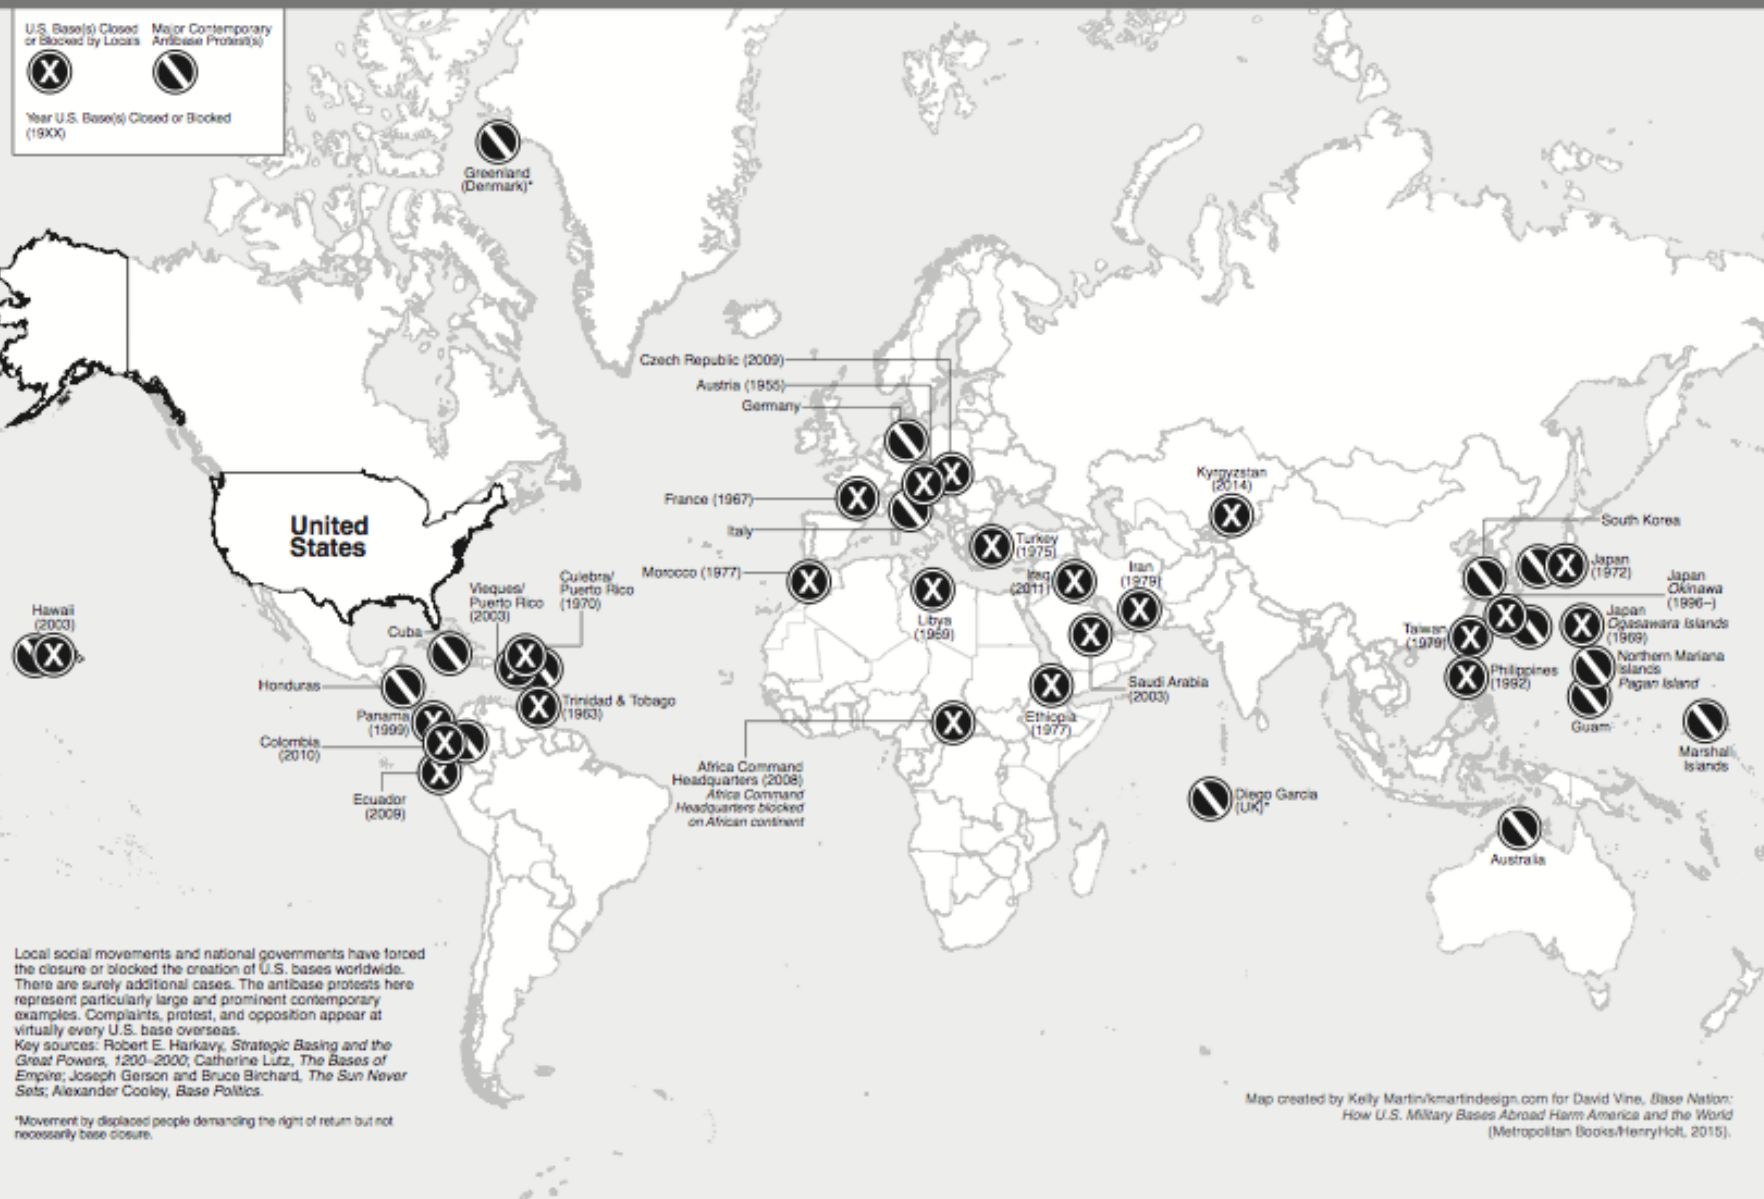 U.S. Base(s) Closed
or Blocked by Locals
Major Contemporary
Antibase Protest(s)
X
Year U.S. Base(s) Closed or Blocked
(19XX)
Greenland
(Denmark)*
Czech Republic (2009)
Austria (1955)
Germany
X
X
France (1967)
X
Italy
United
States
Kyrgyzstan
(2014)
X
South Korea
Turkey
(1975)
X
Morocco (1977)
X
Libya
(1969)
X
Iraq
(2011)
X
Iran
(1979)
X
Japan
(1972)
X
Japan
Okinawa
(1996–)
X
Japan
Ogasawara Islands
(1969)
X
Taiwan
(1979)
X
Hawaii
(2003)
X
Vieques/
Puerto Rico
(2003)
Culebra/
Puerto Rico
(1970)
X
Cuba
Honduras
Trinidad & Tobago
(1963)
X
Panama
(1999)
X
Colombia
(2010)
X
Ecuador
(2009)
X
Saudi Arabia
(2003)
X
Ethiopia
(1977)
X
Philippines
(1992)
X
Northern Mariana
Islands
Pagan Island
Guam
Marshall
Islands
X
Africa Command
Headquarters (2008)
Africa Command
Headquarters blocked
on African continent
Diego Garcia
(UK)*
Australia
Local social movements and national governments have forced
the closure or blocked the creation of U.S. bases worldwide.
There are surely additional cases. The antibase protests here
represent particularly large and prominent contemporary
examples. Complaints, protest, and opposition appear at
virtually every U.S. base overseas.
Key sources: Robert E. Harkavy, Strategic Basing and the
Great Powers, 1200–2000; Catherine Lutz, The Bases of
Empire; Joseph Gerson and Bruce Birchard, The Sun Never
Sets; Alexander Cooley, Base Politics.
*Movement by displaced people demanding the right of return but not
necessarily base closure.
Map created by Kelly Martin/kmartindesign.com for David Vine, Base Nation:
How U.S. Military Bases Abroad Harm America and the World
(Metropolitan Books/HenryHolt, 2015).